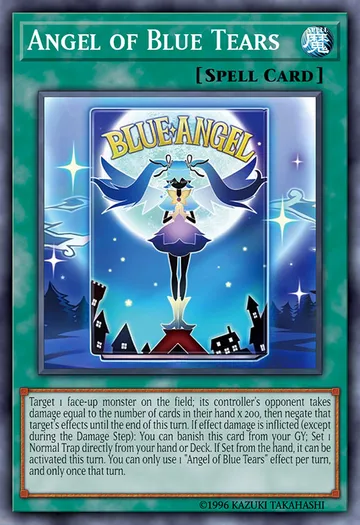 ANGEL OF BLUE TEARS
SPELL
魔
[SPELL CARD]
BLUE ANGEL
Target 1 face-up monster on the field; its controller's opponent takes
damage equal to the number of cards in their hand x 200, then negate that
target's effects until the end of this turn. If effect damage is inflicted (except
during the Damage Step): You can banish this card from your GY; Set 1
Normal Trap directly from your hand or Deck. If Set from the hand, it can be
activated this turn. You can only use 1 "Angel of Blue Tears" effect per turn,
and only once that turn.
©1996 KAZUKI TAKAHASHI